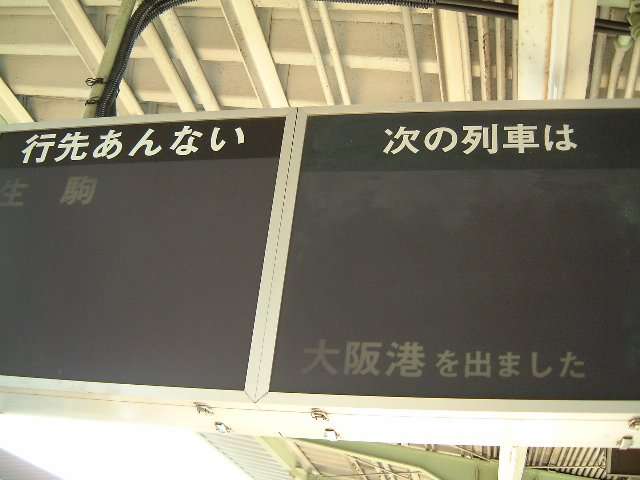 行先あんない
生駒
次の列車は
大阪港を出ました